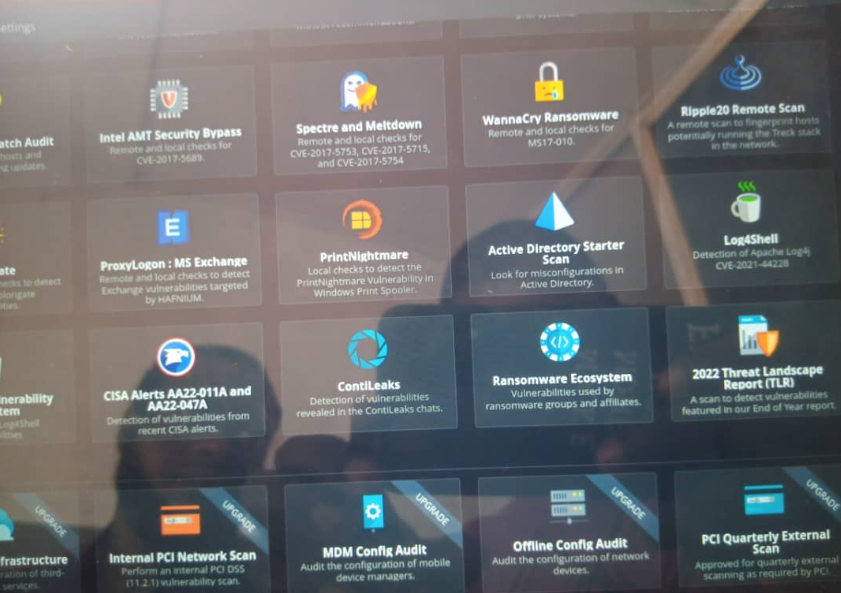 ettings
atch Audit
hosts and
ng updates.
Intel AMT Security Bypass
Remote and local checks for
CVE-2017-5689.
Spectre and Meltdown
Remote and local checks for
CVE-2017-5753, CVE-2017-5715,
and CVE-2017-5754
WannaCry Ransomware
Remote and local checks for
MS17-010.
Ripple20 Remote Scan
A remote scan to fingerprint hosts
potentially running the Treck stack
in the network.
ate
ecks to detect
olorigate
ities.
ProxyLogon : MS Exchange
Remote and local checks to detect
Exchange vulnerabilities targeted
by HAFNIUM.
PrintNightmare
Local checks to detect the
PrintNightmare Vulnerability in
Windows Print Spooler.
Active Directory Starter
Scan
Look for misconfigurations in
Active Directory.
Log4Shell
Detection of Apache Log4j
CVE-2021-44228
nerability
tem
Log4Shell
ilities
CISA Alerts AA22-011A and
AA22-047A
Detection of vulnerabilities from
recent CISA alerts.
ContiLeaks
Detection of vulnerabilities
revealed in the ContiLeaks chats.
Ransomware Ecosystem
Vulnerabilities used by
ransomware groups and affiliates.
2022 Threat Landscape
Report (TLR)
A scan to detect vulnerabilities
featured in our End of Year report.
UPGRADE
frastructure
ration of third-
services.
UPGRADE
Internal PCI Network Scan
Perform an internal PCI DSS
(11.2.1) vulnerability scan.
UPGRADE
MDM Config Audit
Audit the configuration of mobile
device managers.
UPGRADE
Offline Config Audit
Audit the configuration of network
devices.
UPGRADE
PCI Quarterly External
Scan
Approved for quarterly external
scanning as required by PCI.